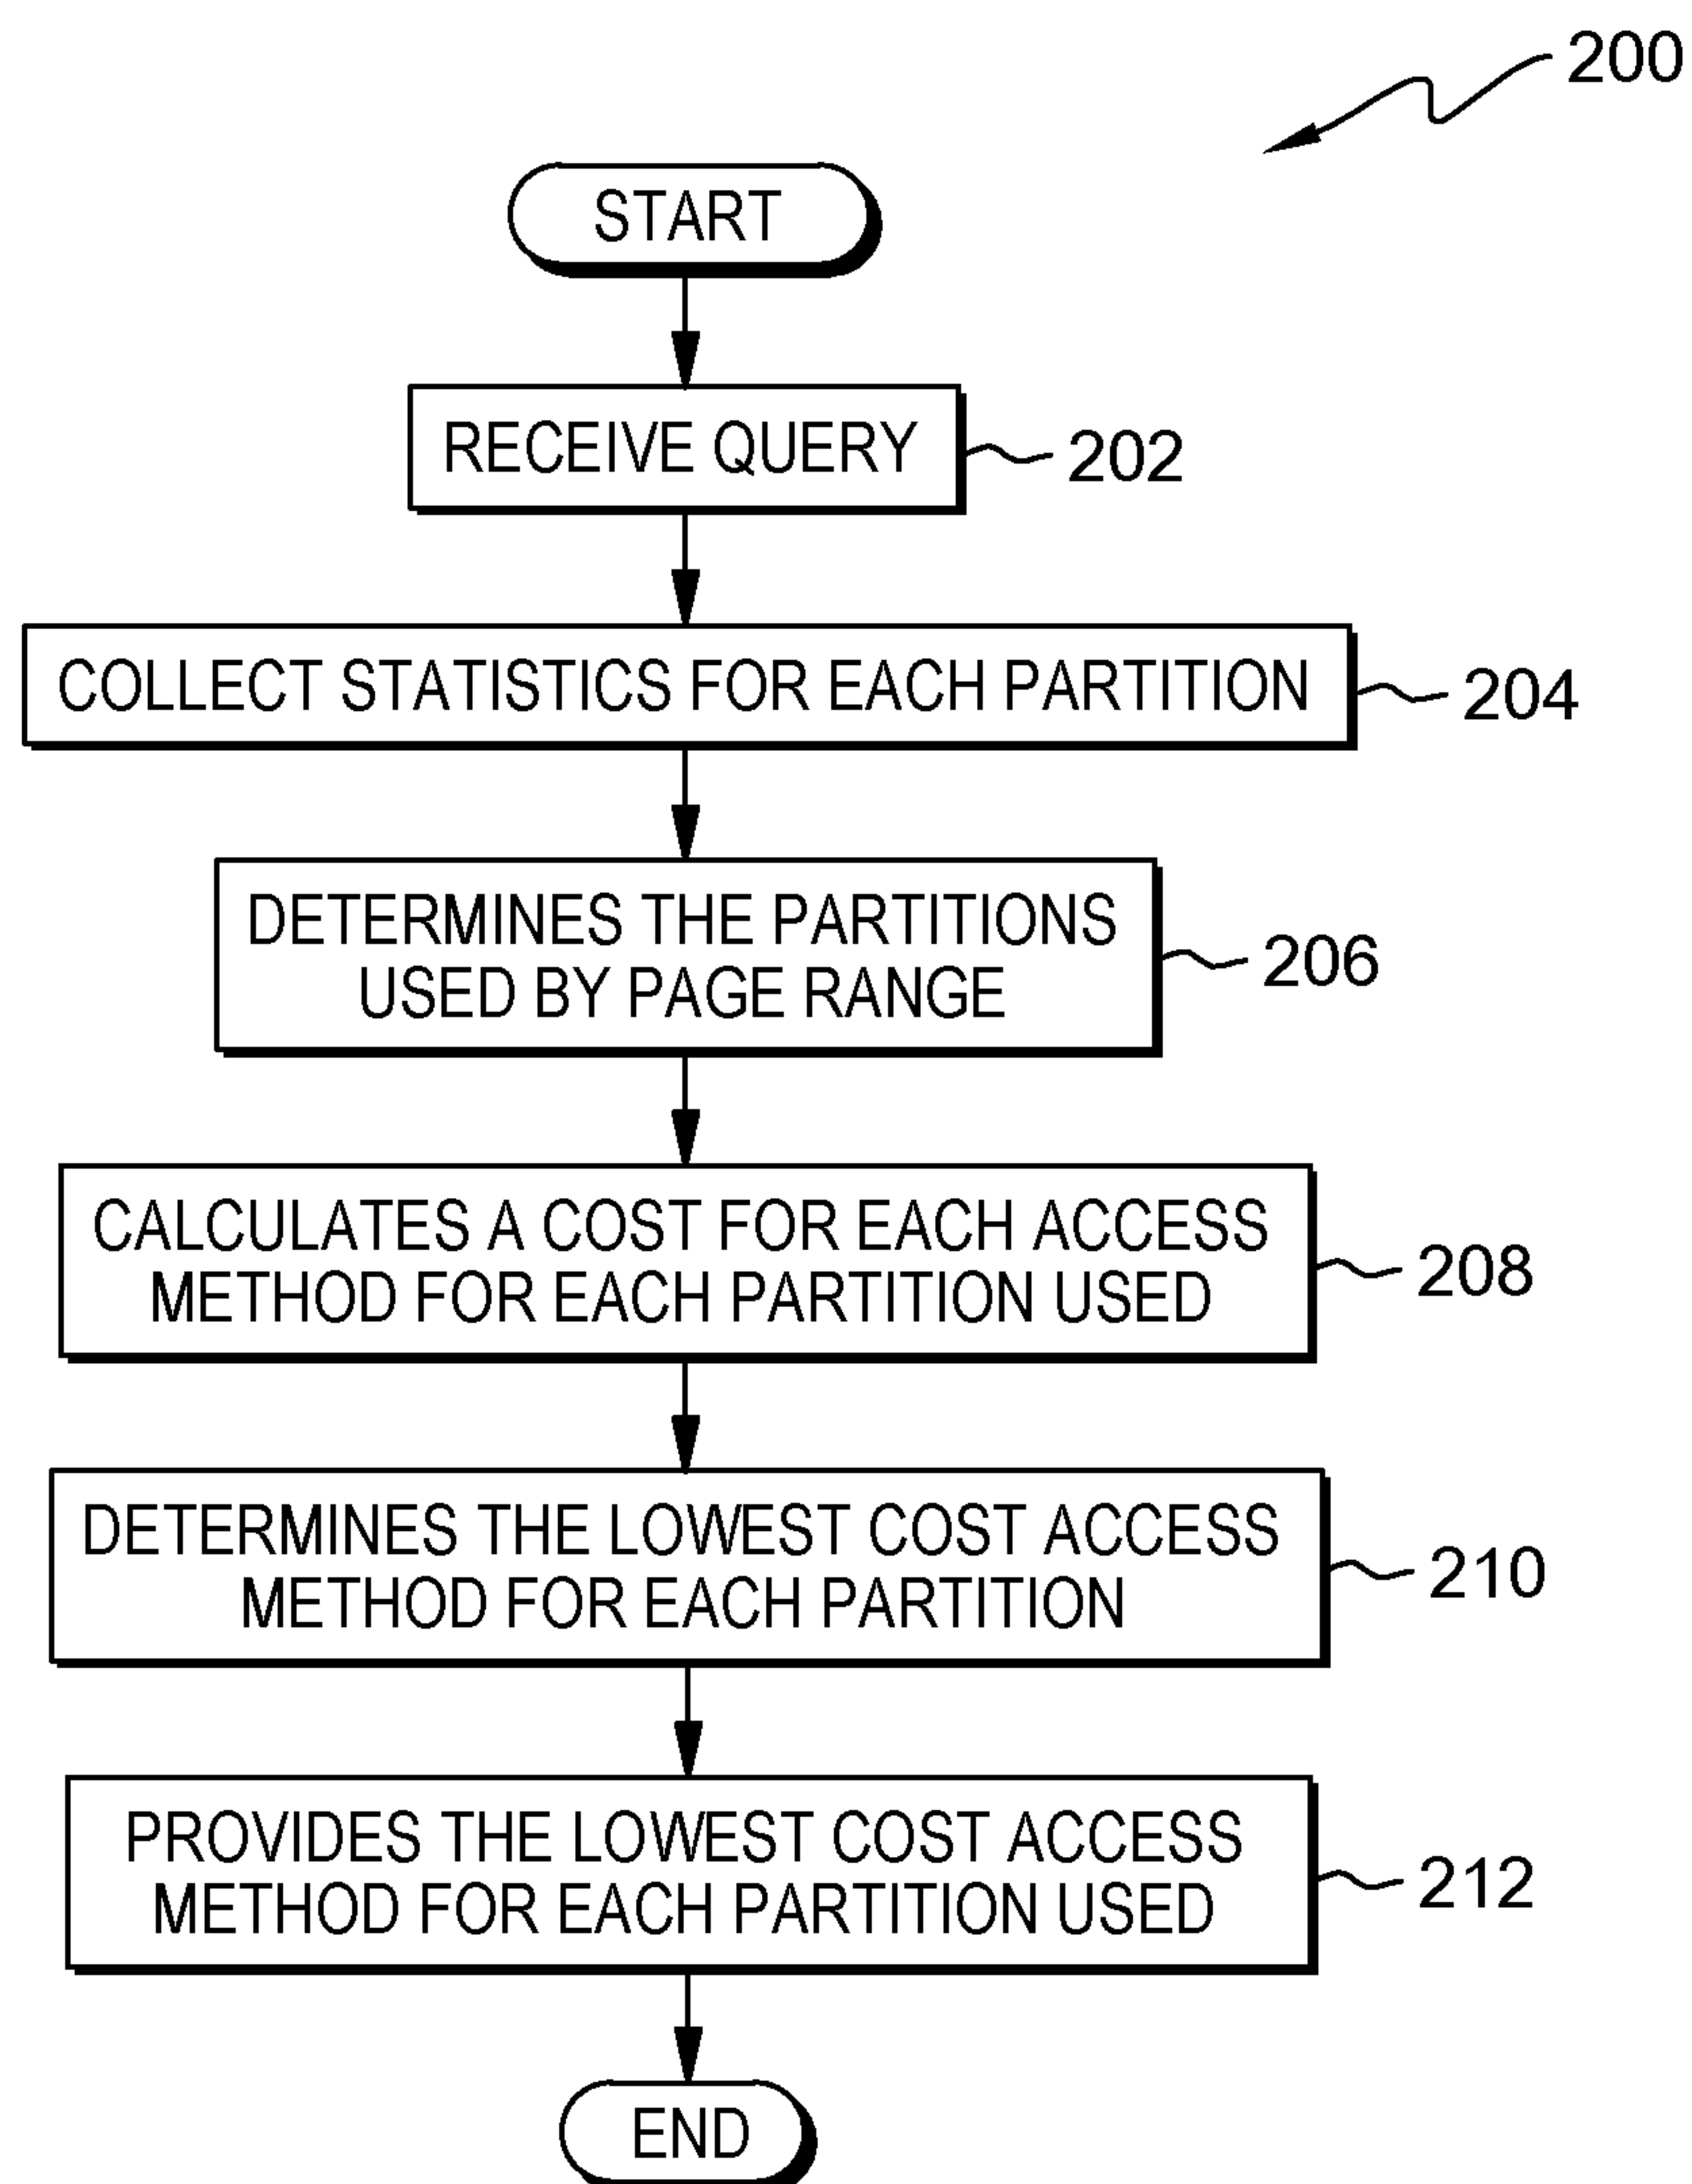 200
START
RECEIVE QUERY
202
COLLECT STATISTICS FOR EACH PARTITION
204
DETERMINES THE PARTITIONS
USED BY PAGE RANGE
206
CALCULATES A COST FOR EACH ACCESS
METHOD FOR EACH PARTITION USED
208
DETERMINES THE LOWEST COST ACCESS
METHOD FOR EACH PARTITION
210
PROVIDES THE LOWEST COST ACCESS
METHOD FOR EACH PARTITION USED
212
END